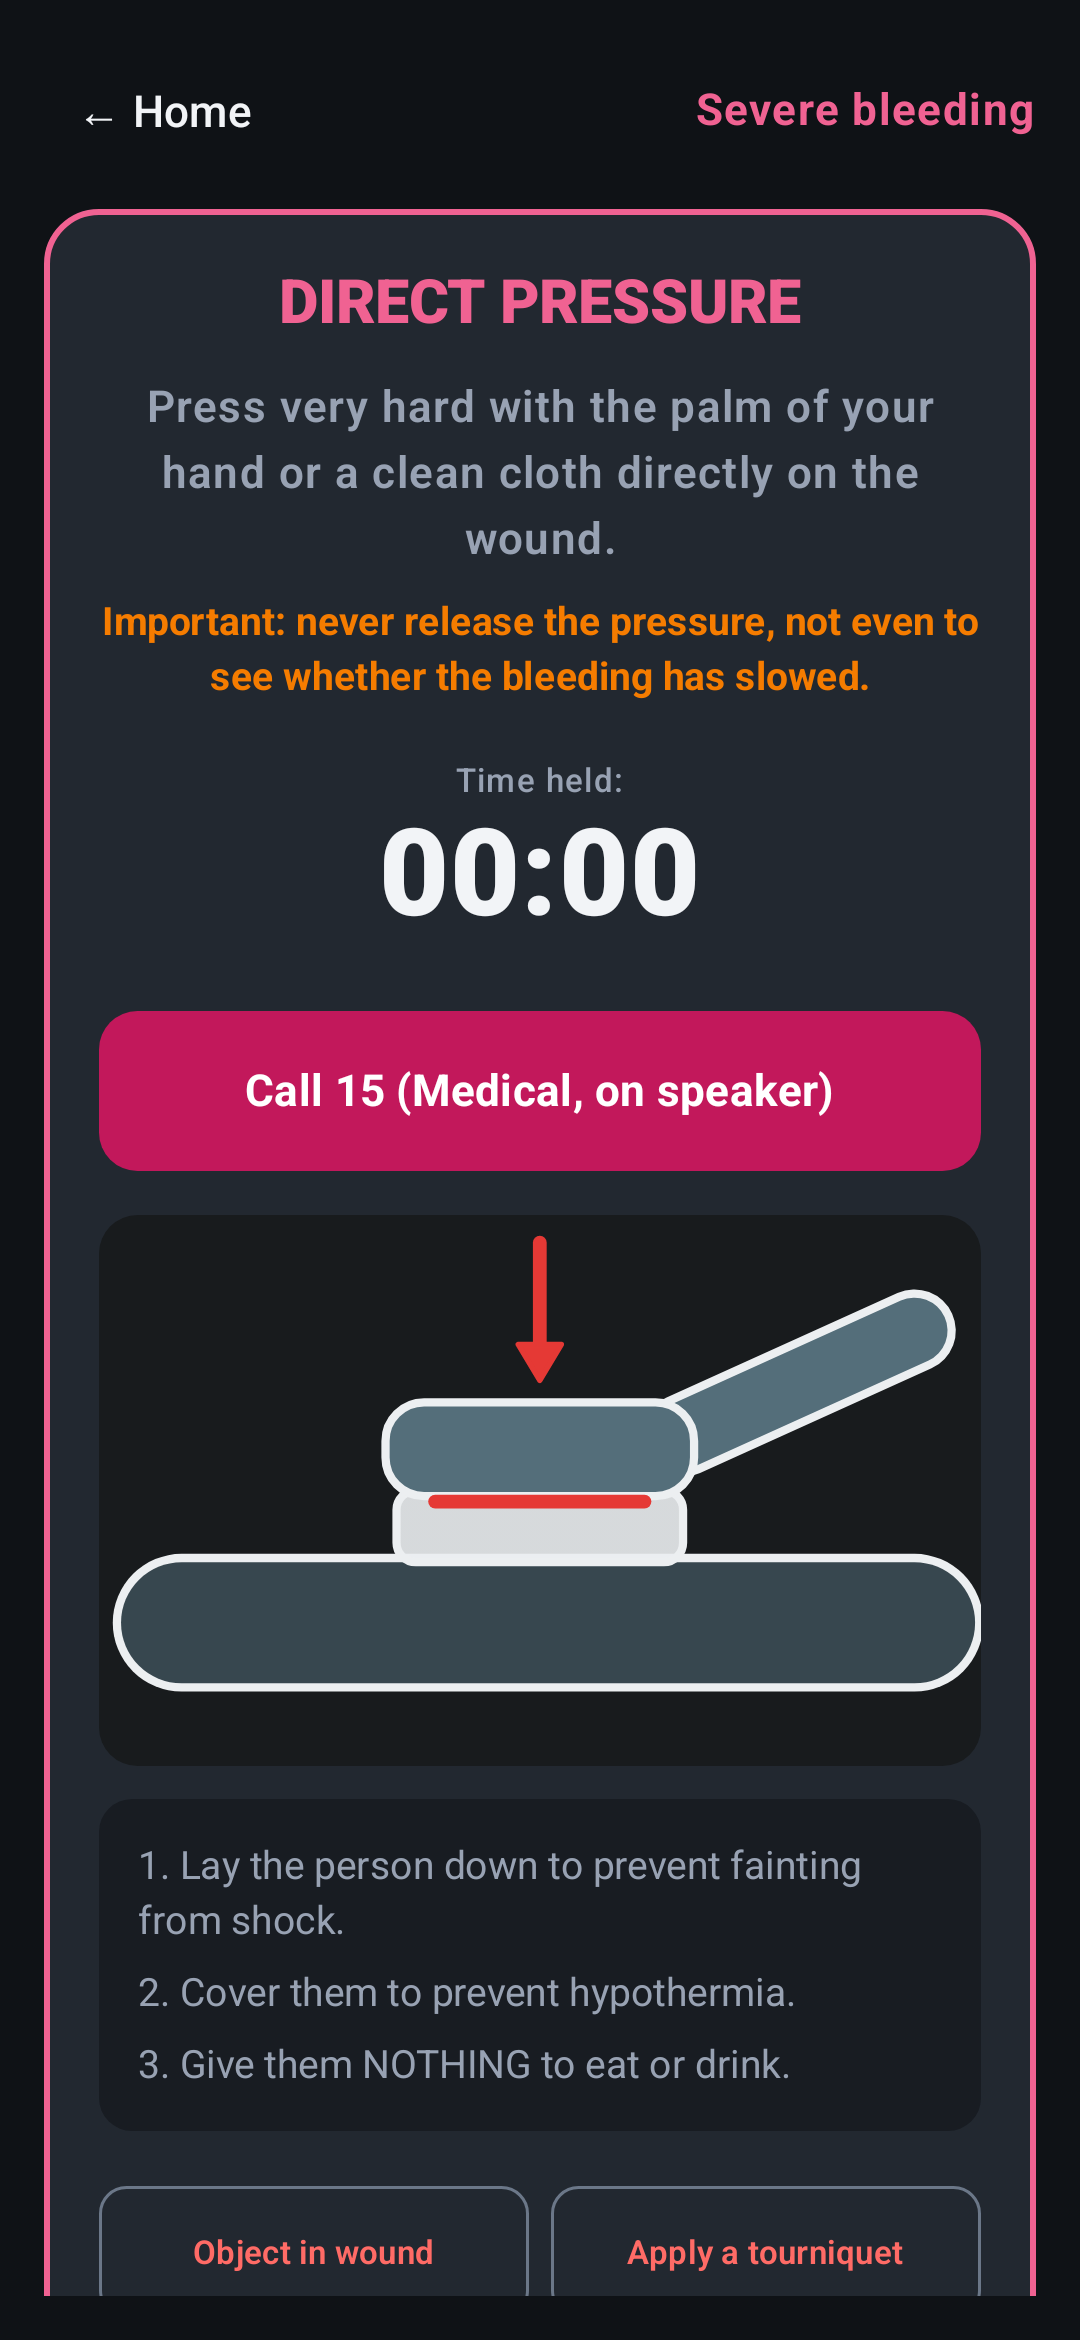 ← Home
Severe bleeding
DIRECT PRESSURE
Press very hard with the palm of your
hand or a clean cloth directly on the
wound.
Important: never release the pressure, not even to
see whether the bleeding has slowed.
Time held:
00:00
Call 15 (Medical, on speaker)
1. Lay the person down to prevent fainting
from shock.
2. Cover them to prevent hypothermia.
3. Give them NOTHING to eat or drink.
Object in wound
Apply a tourniquet